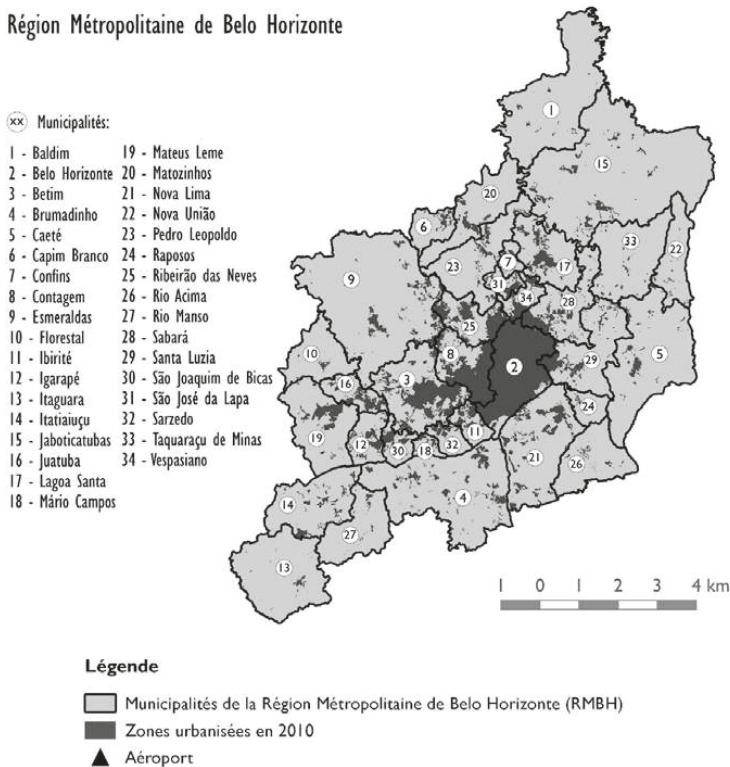 Région Métropolitaine de Belo Horizonte
xx Municipalités:
1 - Baldim
2 - Belo Horizonte
3 - Betim
4 - Brumadinho
5 - Caeté
6 - Capim Branco
7 - Confins
8 - Contagem
9 - Esmeraldas
10 - Florestal
11 - Ibirité
12 - Igarapé
13 - Itaguara
14 - Itatiaiuçu
15 - Jaboticatubas
16 - Juatuba
17 - Lagoa Santa
18 - Mário Campos
19 - Mateus Leme
20 - Matozinhos
21 - Nova Lima
22 - Nova União
23 - Pedro Leopoldo
24 - Raposos
25 - Ribeirão das Neves
26 - Rio Acima
27 - Rio Manso
28 - Sabará
29 - Santa Luzia
30 - São Joaquim de Bicas
31 - São José da Lapa
32 - Sarzedo
33 - Taquaraçu de Minas
34 - Vespasiano
1
15
20
6
33
22
23
7
17
9
31
34
28
25
8
2
29
5
10
3
16
24
19
12
30
18
32
11
21
26
14
4
27
13
1 0 1 2 3 4 km
Légende
Municipalités de la Région Métropolitaine de Belo Horizonte (RMBH)
Zones urbanisées en 2010
Aéroport